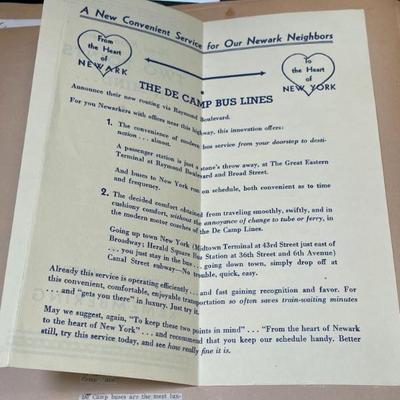 A New Convenient Service for Our Newark Neighbors
From
the Heart
of
NEWARK
To
the Heart
of
NEW YORK
THE DE CAMP BUS LINES
Announce their new routing via Raymond Boulevard.
For you Newarkers with offices near this highway, this innovation offers:
1. The convenience of modern bus service from your doorstep to desti-
nation ... almost.
A passenger station is just a stone's throw away, at The Great Eastern
Terminal at Raymond Boulevard and Broad Street.
And buses to New York run on schedule, both convenient as to time
and frequency.
2. The decided comfort obtained from traveling smoothly, swiftly, and in
cushiony comfort, without the annoyance of change to tube or ferry, in
the modern motor coaches of the De Camp Lines.
Going up town New York (Midtown Terminal at 43rd Street just east of
Broadway; Herald Square Bus Station at 36th Street and 6th Avenue)
... you just stay in the bus ... going down town, simply drop off at
Canal Street subway—No trouble, quick, easy.
Already this service is operating efficiently ... and fast gaining recognition and favor. For
this convenient, comfortable, enjoyable transportation so often saves train-waiting minutes
... and "gets you there" in luxury. Just try it.
May we suggest, again, "To keep these two points in mind" ... "From the heart of Newark
to the heart of New York" ... and recommend that you keep our schedule handy. Better
still, try this service today, and see how really fine it is.
De Camp buses are the most lux-